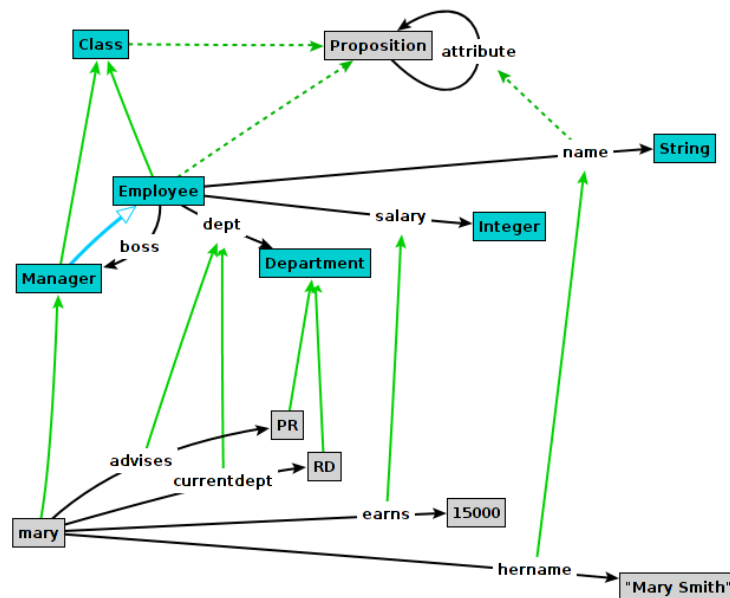 Class
Proposition
attribute
name
String
Employee
salary
dept
Integer
boss
Department
Manager
PR
advises
RD
currentdept
earns
15000
mary
hername
"Mary Smith"